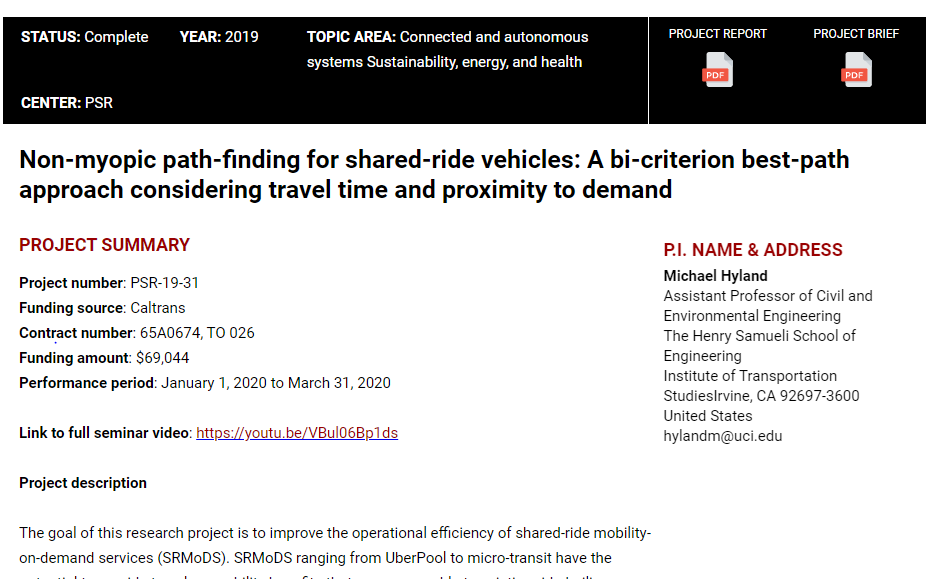 STATUS: Complete YEAR: 2019 TOPIC AREA: Connected and autonomous
systems Sustainability, energy, and health
CENTER: PSR
PROJECT REPORT PROJECT BRIEF
PDF PDF
Non-myopic path-finding for shared-ride vehicles: A bi-criterion best-path
approach considering travel time and proximity to demand
PROJECT SUMMARY
Project number: PSR-19-31
Funding source: Caltrans
Contract number: 65A0674, TO 026
Funding amount: $69,044
Performance period: January 1, 2020 to March 31, 2020
Link to full seminar video: https://youtu.be/VBul06Bp1ds
Project description
The goal of this research project is to improve the operational efficiency of shared-ride mobility-
on-demand services (SRMoDS). SRMoDS ranging from UberPool to micro-transit have the
P.I. NAME & ADDRESS
Michael Hyland
Assistant Professor of Civil and
Environmental Engineering
The Henry Samueli School of
Engineering
Institute of Transportation
StudiesIrvine, CA 92697-3600
United States
hylandm@uci.edu